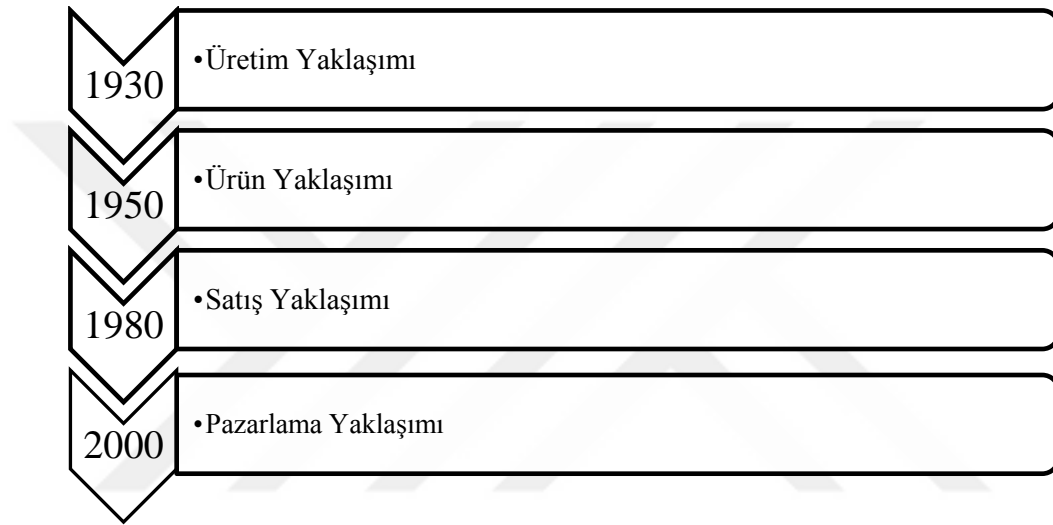 1930
•Üretim Yaklaşımı
1950
•Ürün Yaklaşımı
1980
•Satış Yaklaşımı
2000
•Pazarlama Yaklaşımı